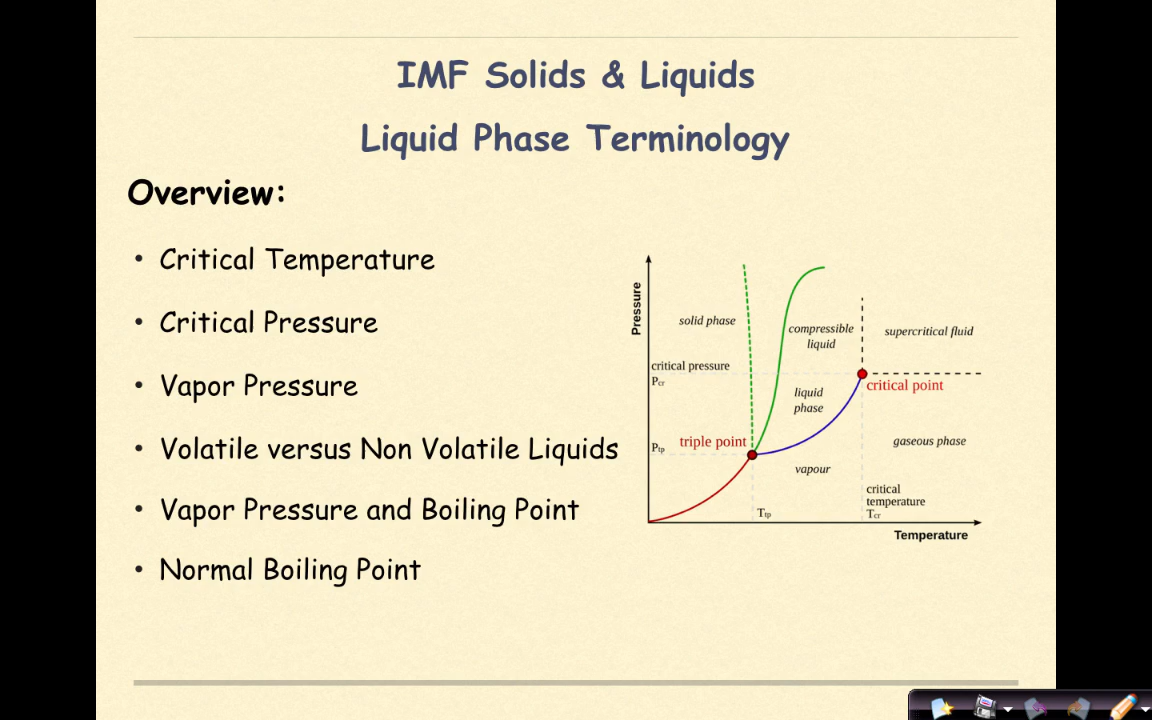 IMF Solids & Liquids
Liquid Phase Terminology
Overview:
• Critical Temperature
• Critical Pressure
• Vapor Pressure
• Volatile versus Non Volatile Liquids
• Vapor Pressure and Boiling Point
• Normal Boiling Point
Pressure
solid phase
compressible
liquid
supercritical fluid
critical pressure
Pcr
critical point
liquid
phase
triple point
Ptp
gaseous phase
vapour
critical
temperature
Tcr
Ttp
Temperature